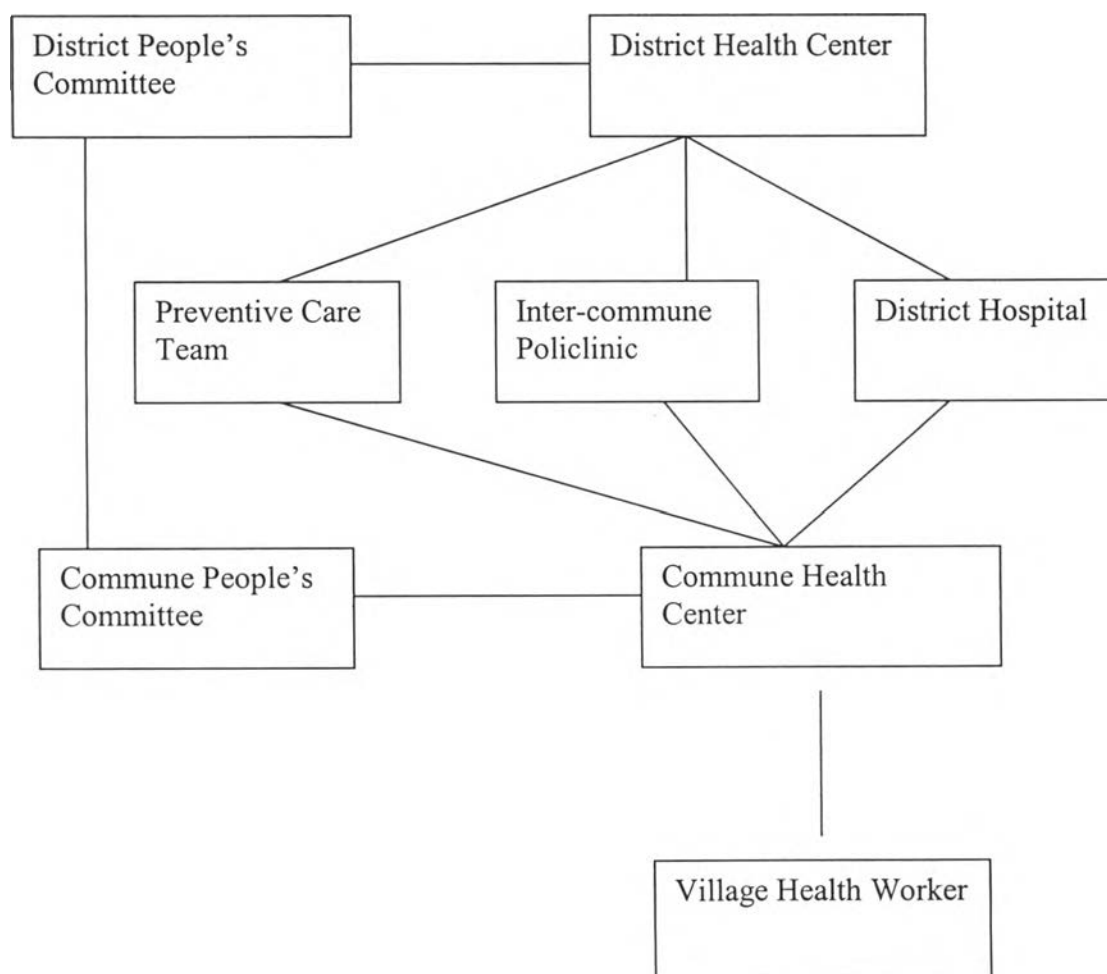 District People's
Committee
District Health Center
Preventive Care
Team
Inter-commune
Policlinic
District Hospital
Commune People's
Committee
Commune Health
Center
Village Health Worker